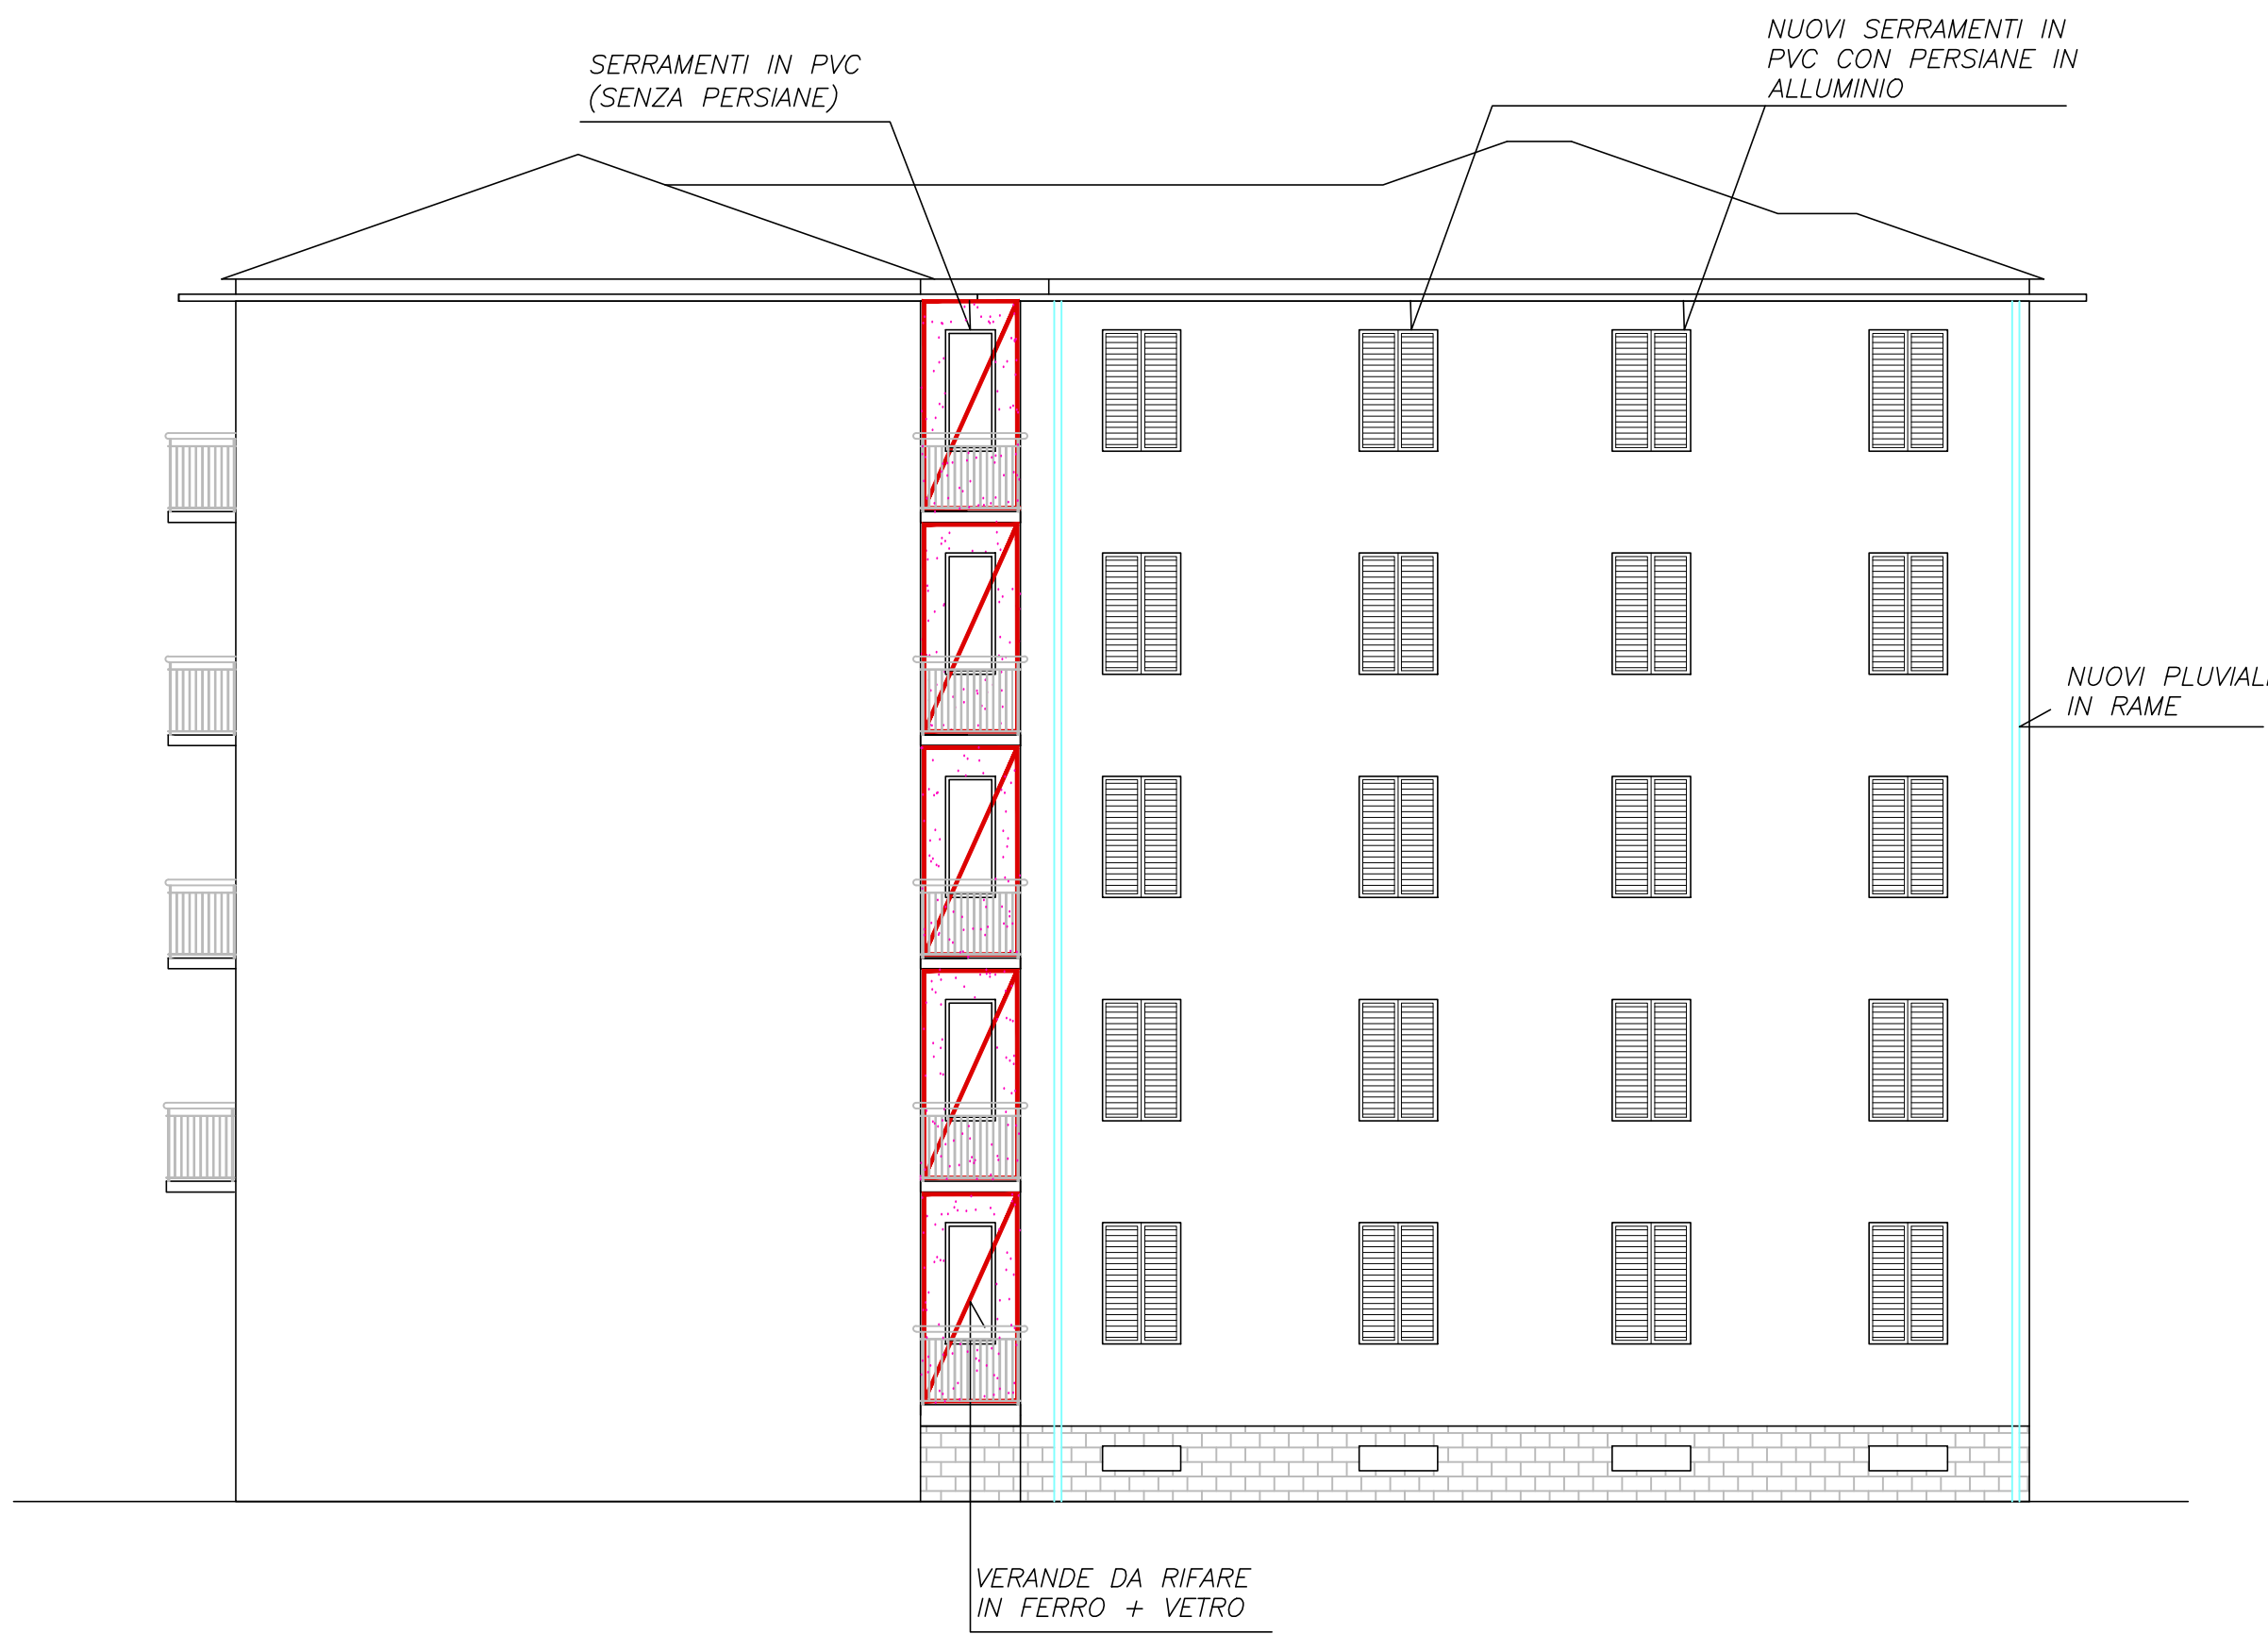 NUOVI SERRAMENTI IN
PVC CON PERSIANE IN
ALLUMINIO
SERRAMENTI IN PVC
(SENZA PERSIANE)
NUOVI PLUVIALI
IN RAME
VERANDE DA RIFARE
IN FERRO + VETRO